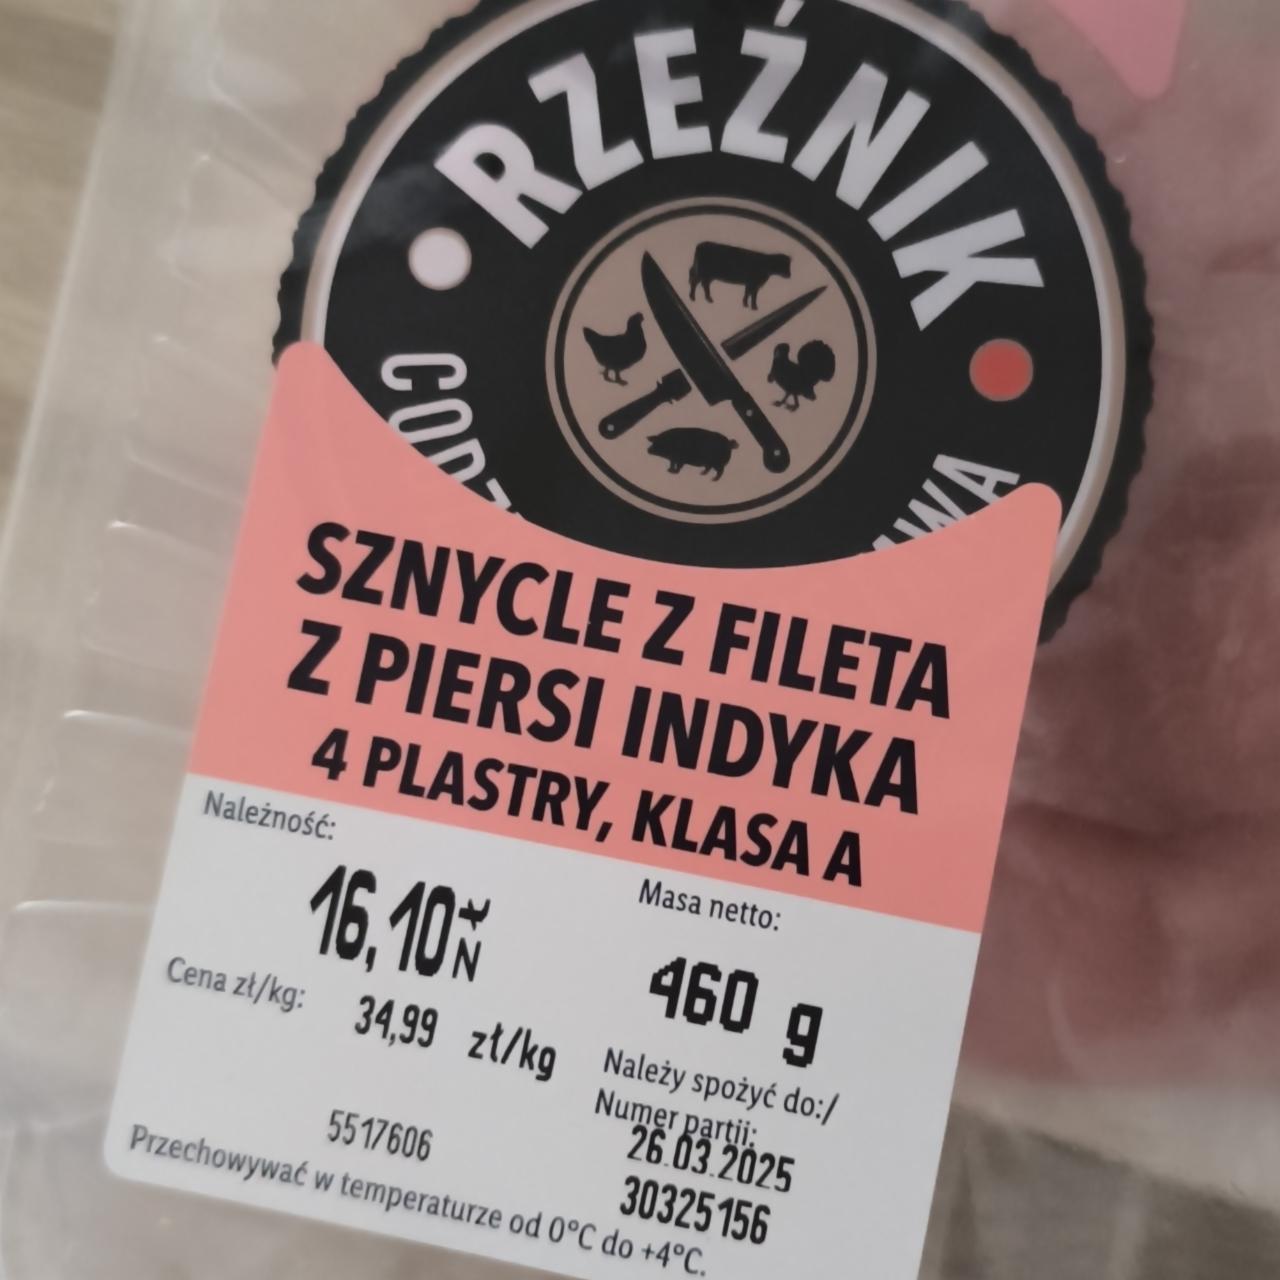 RZEŹNIK
SZNYCLE Z FILETA
Z PIERSI INDYKA
4 PLASTRY, KLASA A
Należność:
16,10 zł
Masa netto:
460 g
Cena zł/kg:
34,99 zł/kg
Należy spożyć do:/
Numer partii:
26.03.2025
30325156
5517606
Przechowywać w temperaturze od 0°C do +4°C.